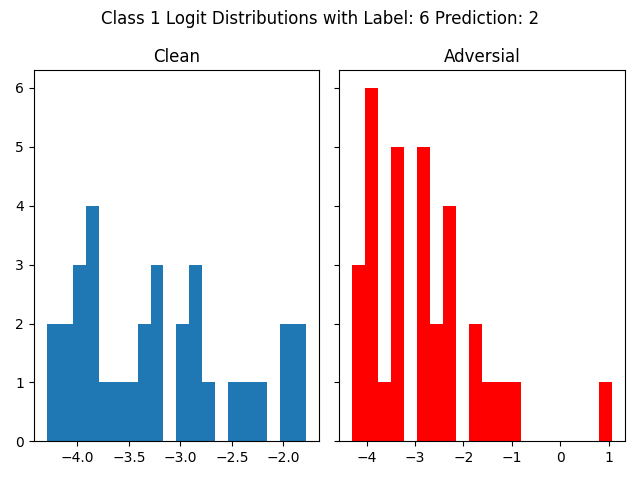 Class 1 Logit Distributions with Label: 6 Prediction: 2
Clean
Adversial
6
5
4
3
2
1
0
−4.0 −3.5 −3.0 −2.5 −2.0
−4 −3 −2 −1 0 1